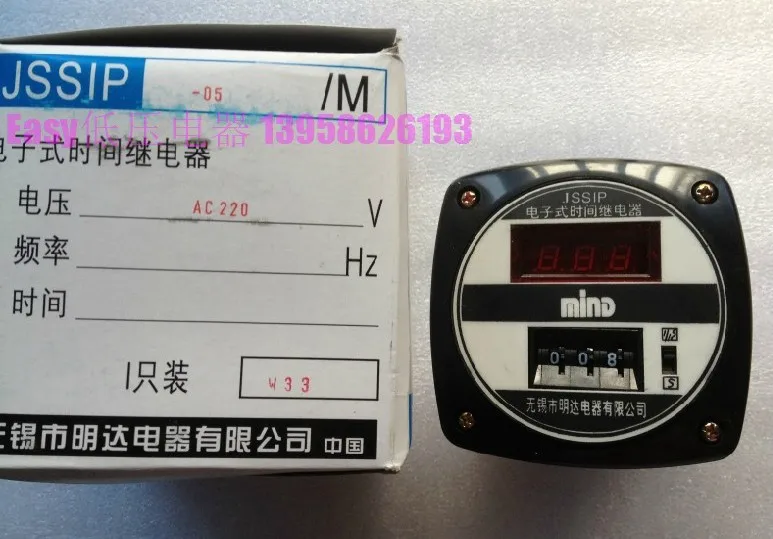 JSSIP -05 /M
Easy低压电器 13958626193
电子式时间继电器
电压 AC220 V
频率 Hz
时间
1只装 W33
无锡市明达电器有限公司 中国
JSSIP
电子式时间继电器
888
mind
008
S
无锡市明达电器有限公司